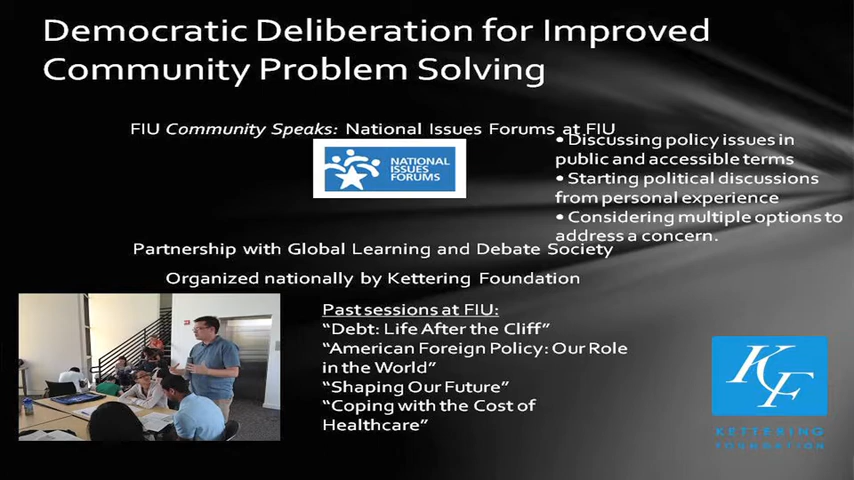 Democratic Deliberation for Improved
Community Problem Solving
FIU Community Speaks: National Issues Forums at FIU
NATIONAL
ISSUES
FORUMS
• Discussing policy issues in
public and accessible terms
• Starting political discussions
from personal experience
• Considering multiple options to
address a concern.
Partnership with Global Learning and Debate Society
Organized nationally by Kettering Foundation
Past sessions at FIU:
“Debt: Life After the Cliff”
“American Foreign Policy: Our Role
in the World”
“Shaping Our Future”
“Coping with the Cost of
Healthcare”
KF
KETTERING
FOUNDATION